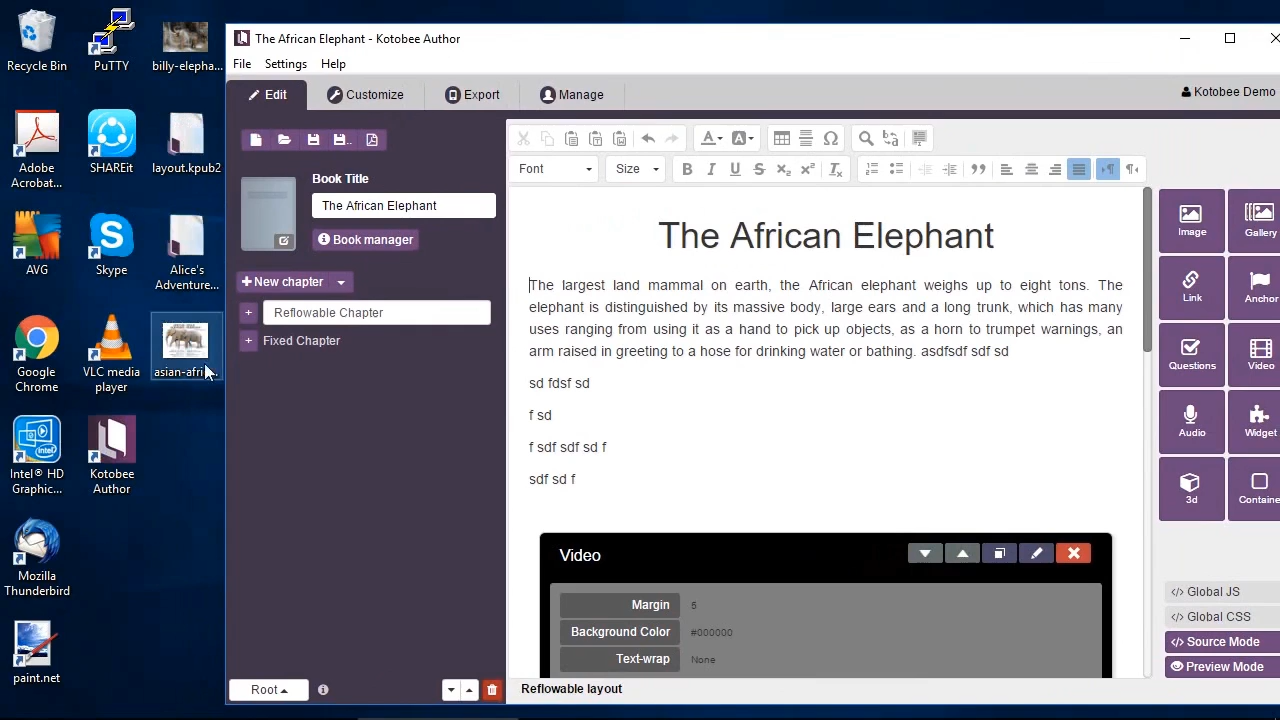 Recycle Bin
PuTTY
billy-elepha...
Adobe
Acrobat...
SHAREit
layout.kpub2
AVG
Skype
Alice's
Adventure...
Google
Chrome
VLC media
player
Intel® HD
Graphic...
Kotobee
Author
Mozilla
Thunderbird
paint.net
The African Elephant - Kotobee Author
File Settings Help
Edit Customize Export Manage
Kotobee Demo
Book Title
The African Elephant
Book manager
New chapter
Reflowable Chapter
Fixed Chapter
Root
Font Size
The African Elephant
The largest land mammal on earth, the African elephant weighs up to eight tons. The
elephant is distinguished by its massive body, large ears and a long trunk, which has many
uses ranging from using it as a hand to pick up objects, as a horn to trumpet warnings, an
arm raised in greeting to a hose for drinking water or bathing. asdfsdf sdf sd
sd fdsf sd
f sd
f sdf sdf sd f
sdf sd f
Video
Margin 5
Background Color #000000
Text-wrap None
Reflowable layout
Image Gallery
Link Anchor
Questions Video
Audio Widget
3d Containe
Global JS
Global CSS
Source Mode
Preview Mode